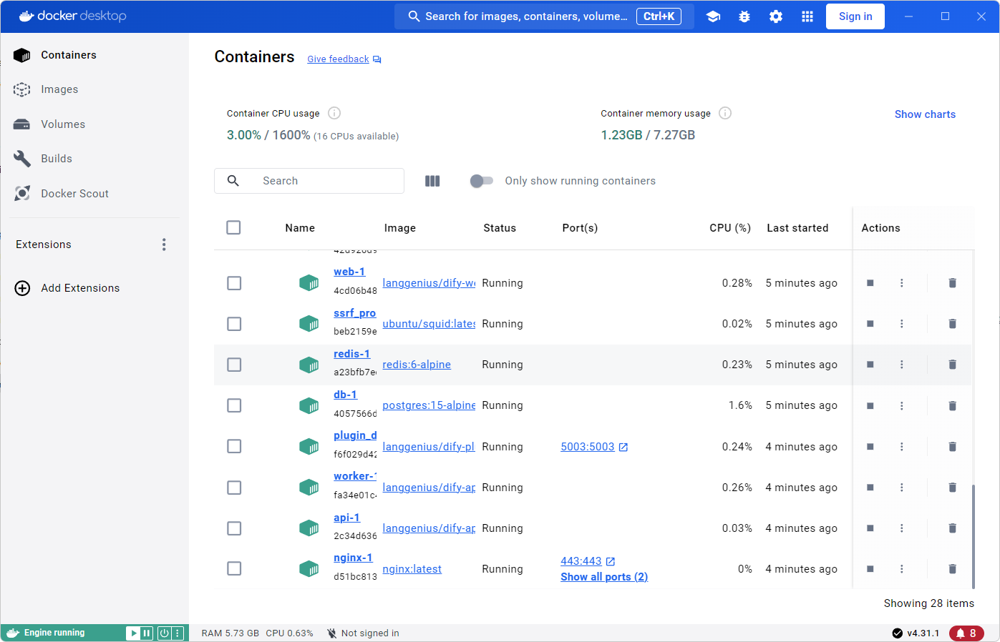 docker desktop
Search for images, containers, volume... Ctrl+K
Sign in
Containers
Images
Volumes
Builds
Docker Scout
Extensions
Add Extensions
Containers Give feedback
Container CPU usage
3.00% / 1600% (16 CPUs available)
Container memory usage
1.23GB / 7.27GB
Show charts
Search
Only show running containers
Name Image Status Port(s) CPU (%) Last started Actions
web-1
4cd06b48
langgenius/dify-we Running 0.28% 5 minutes ago
ssrf_pro
beb2159e
ubuntu/squid:lates Running 0.02% 5 minutes ago
redis-1
a23bfb7e
redis:6-alpine Running 0.23% 5 minutes ago
db-1
4057566d
postgres:15-alpine Running 1.6% 5 minutes ago
plugin_d
f6f029d42
langgenius/dify-pl Running 5003:5003 0.24% 4 minutes ago
worker-1
fa34e01c4
langgenius/dify-ap Running 0.26% 4 minutes ago
api-1
2c34d636
langgenius/dify-ap Running 0.03% 4 minutes ago
nginx-1
d51bc813
nginx:latest Running 443:443 0% 4 minutes ago
Show all ports (2)
Showing 28 items
Engine running
RAM 5.73 GB CPU 0.63% Not signed in
v4.31.1
8